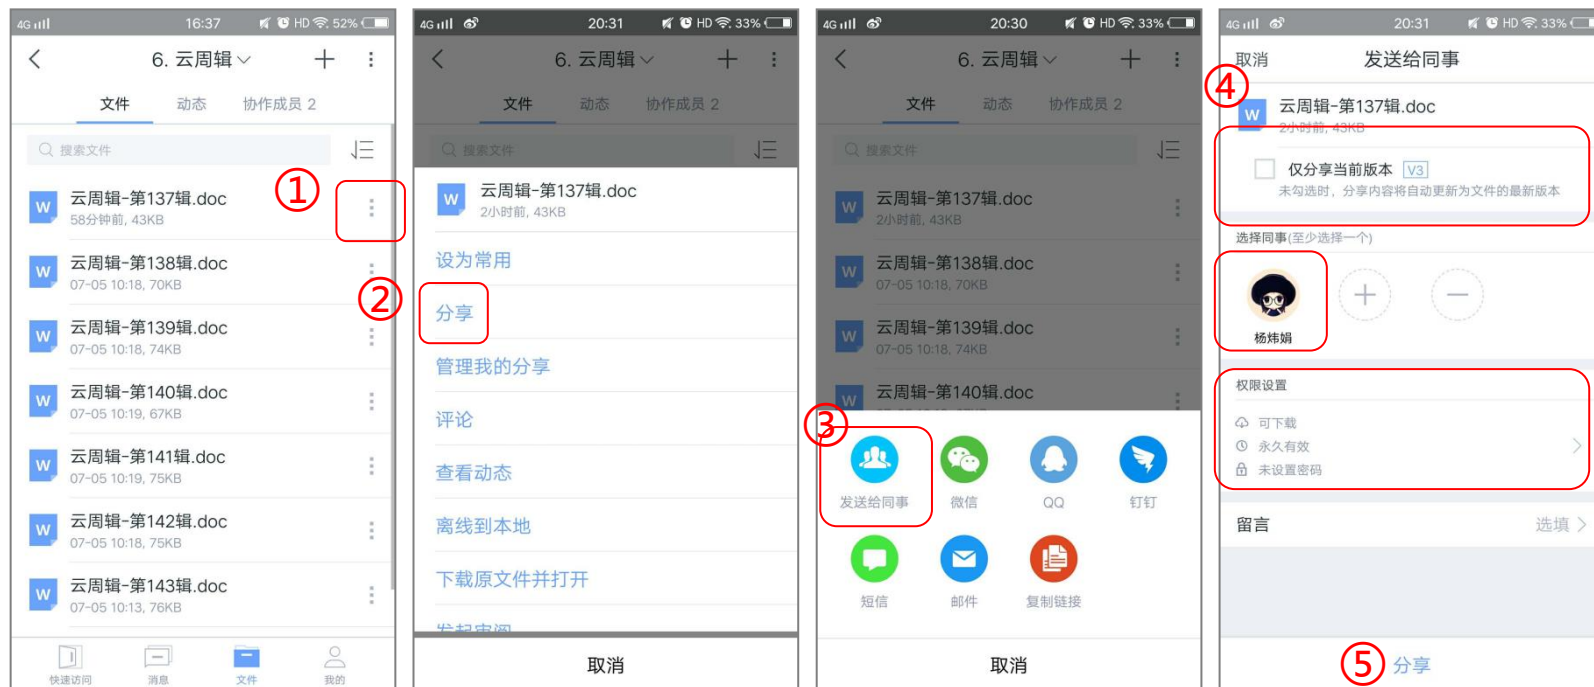 4G 16:37 HD 52%
6. 云周辑
文件 动态 协作成员 2
搜索文件
①
云周辑-第137辑.doc
58分钟前, 43KB
云周辑-第138辑.doc
07-05 10:18, 70KB
云周辑-第139辑.doc
07-05 10:18, 74KB
云周辑-第140辑.doc
07-05 10:19, 67KB
云周辑-第141辑.doc
07-05 10:19, 75KB
云周辑-第142辑.doc
07-05 10:18, 75KB
云周辑-第143辑.doc
07-05 10:13, 76KB
快速访问 消息 文件 我的
4G 20:31 HD 33%
6. 云周辑
文件 动态 协作成员 2
搜索文件
云周辑-第137辑.doc
2小时前, 43KB
设为常用
②
分享
管理我的分享
评论
查看动态
离线到本地
下载原文件并打开
发起审阅
取消
4G 20:30 HD 33%
6. 云周辑
文件 动态 协作成员 2
搜索文件
云周辑-第137辑.doc
2小时前, 43KB
云周辑-第138辑.doc
07-05 10:18, 70KB
云周辑-第139辑.doc
07-05 10:18, 74KB
云周辑-第140辑.doc
③
发送给同事 微信 QQ 钉钉
短信 邮件 复制链接
取消
4G 20:31 HD 33%
取消 发送给同事
④
云周辑-第137辑.doc
2小时前, 43KB
仅分享当前版本 V3
未勾选时，分享内容将自动更新为文件的最新版本
选择同事(至少选择一个)
杨炜娟
权限设置
可下载
永久有效
未设置密码
留言 选填
⑤ 分享